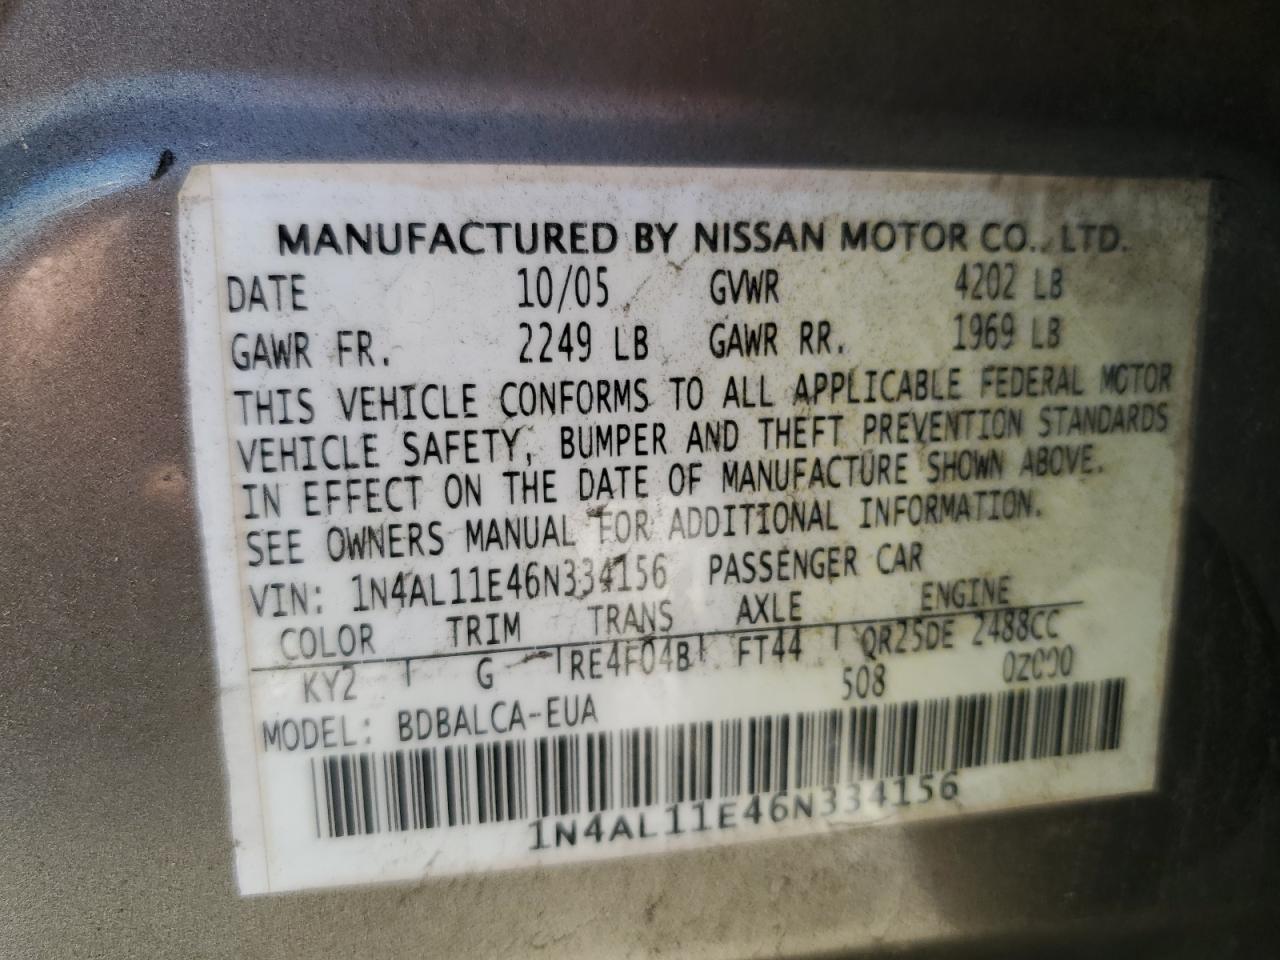 MANUFACTURED BY NISSAN MOTOR CO., LTD.
DATE 10/05 GVWR 4202 LB
GAWR FR. 2249 LB GAWR RR. 1969 LB
THIS VEHICLE CONFORMS TO ALL APPLICABLE FEDERAL MOTOR
VEHICLE SAFETY, BUMPER AND THEFT PREVENTION STANDARDS
IN EFFECT ON THE DATE OF MANUFACTURE SHOWN ABOVE.
SEE OWNERS MANUAL FOR ADDITIONAL INFORMATION.
VIN: 1N4AL11E46N334156 PASSENGER CAR
COLOR TRIM TRANS AXLE ENGINE
KY2 G RE4F04B FT44 QR25DE 2488CC
508
MODEL: BDBALCA-EUA
1N4AL11E46N334156